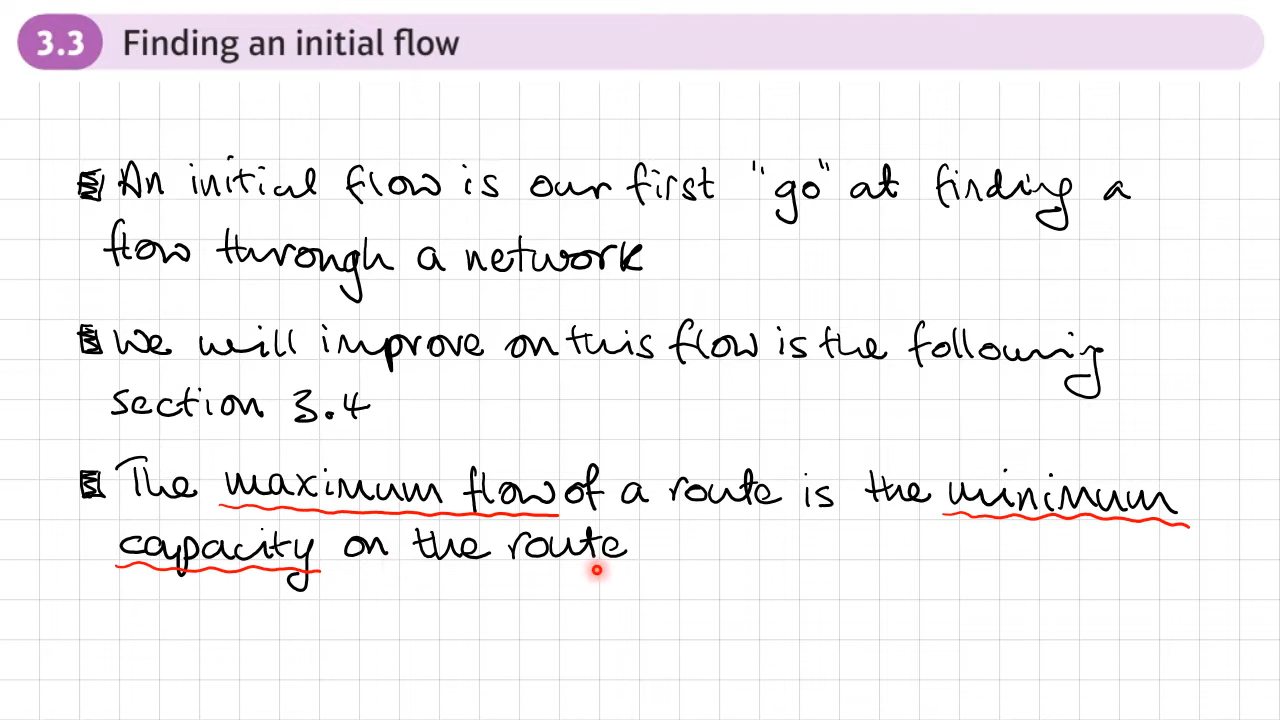 3.3 Finding an initial flow
An initial flow is our first "go" at finding a
flow through a network
We will improve on this flow is the following
section 3.4
The maximum flow of a route is the minimum
capacity on the route